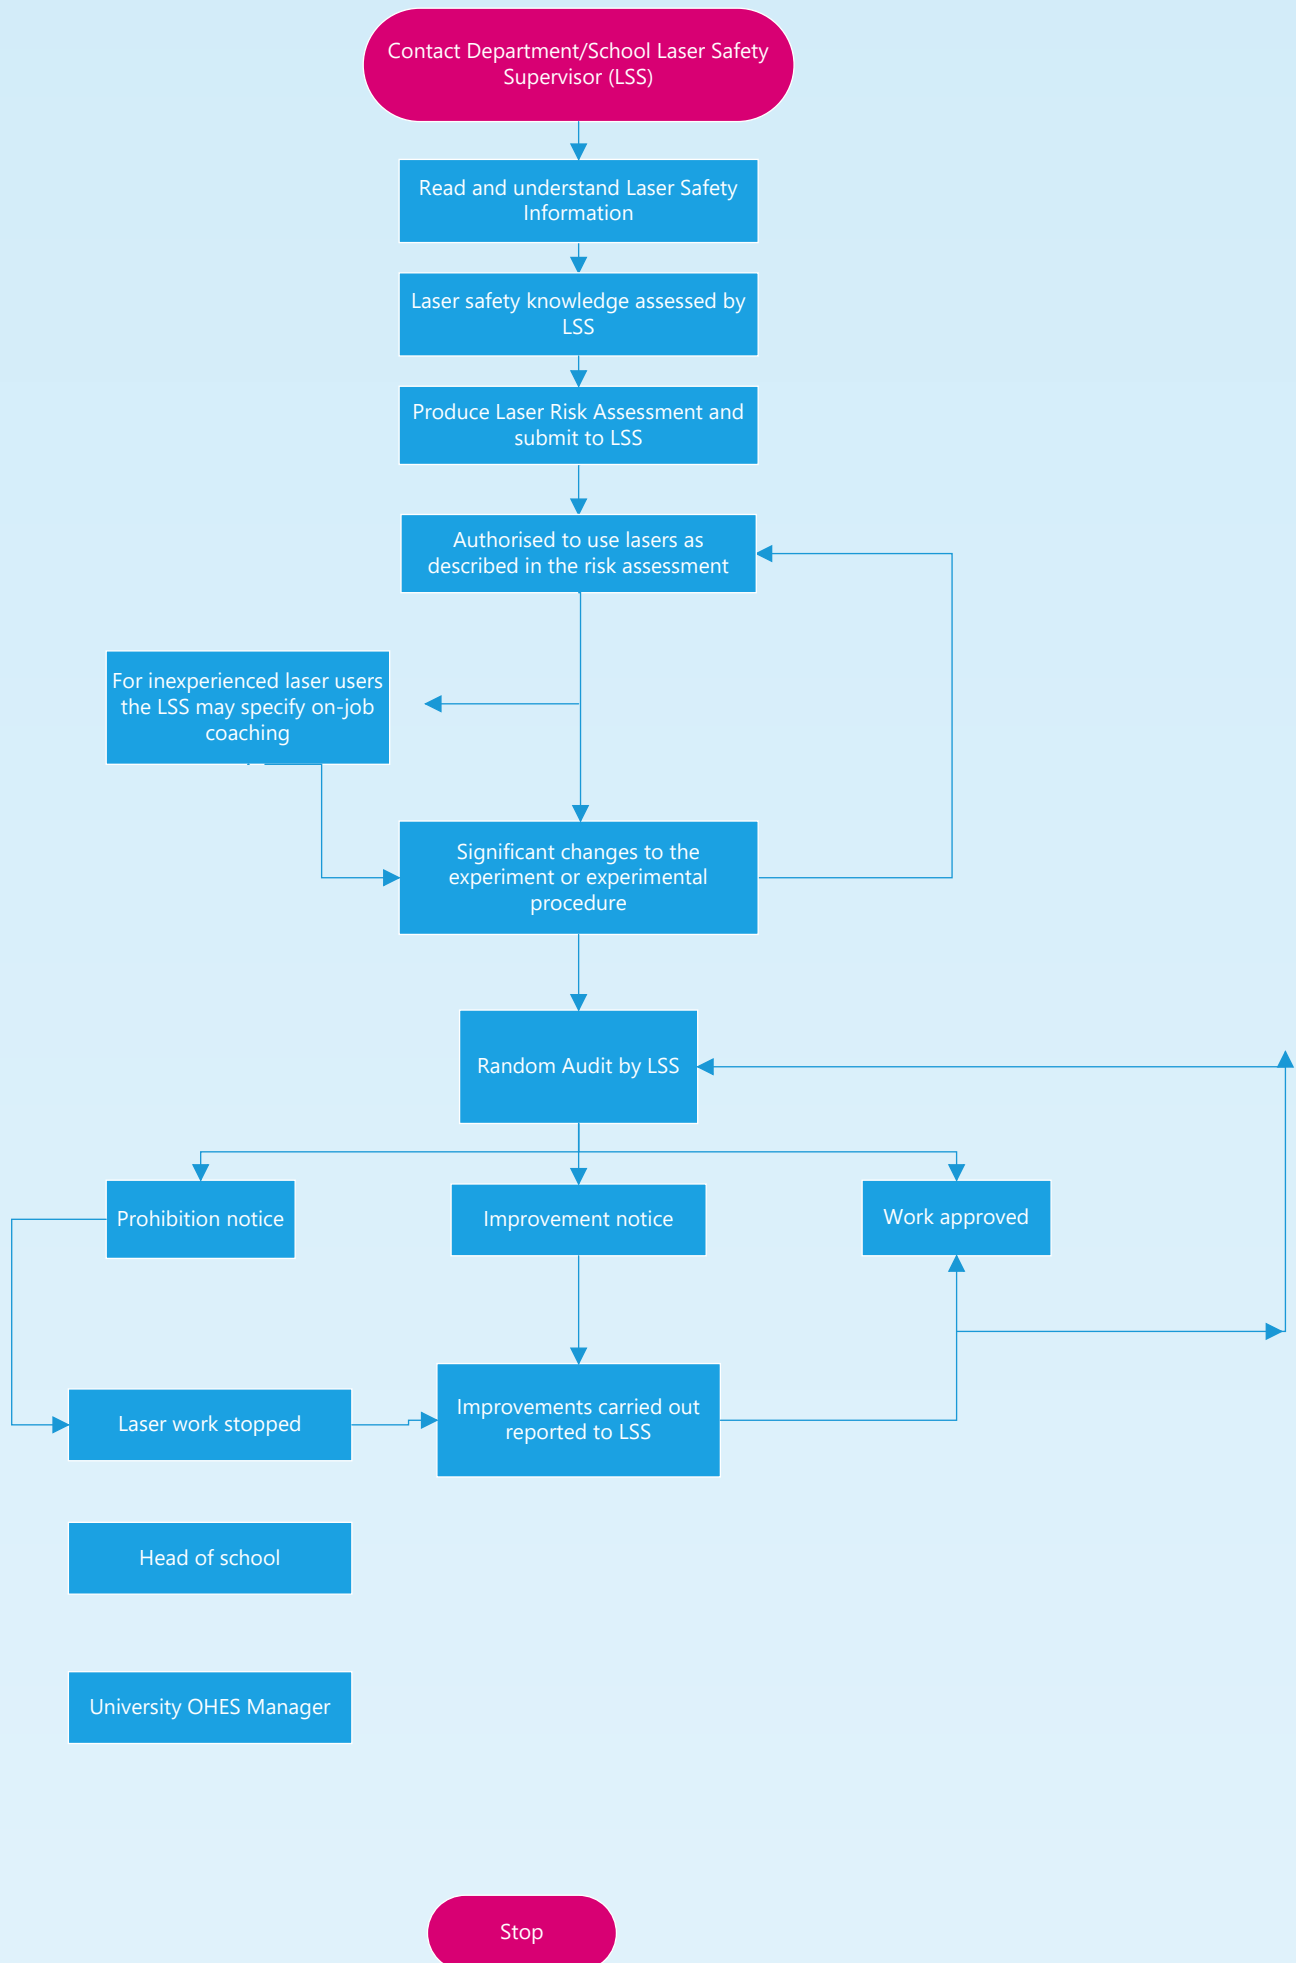 Contact Department/School Laser Safety
Supervisor (LSS)
Read and understand Laser Safety
Information
Laser safety knowledge assessed by
LSS
Produce Laser Risk Assessment and
submit to LSS
Authorised to use lasers as
described in the risk assessment
For inexperienced laser users
the LSS may specify on-job
coaching
Significant changes to the
experiment or experimental
procedure
Random Audit by LSS
Prohibition notice
Improvement notice
Work approved
Laser work stopped
Improvements carried out
reported to LSS
Head of school
University OHES Manager
Stop